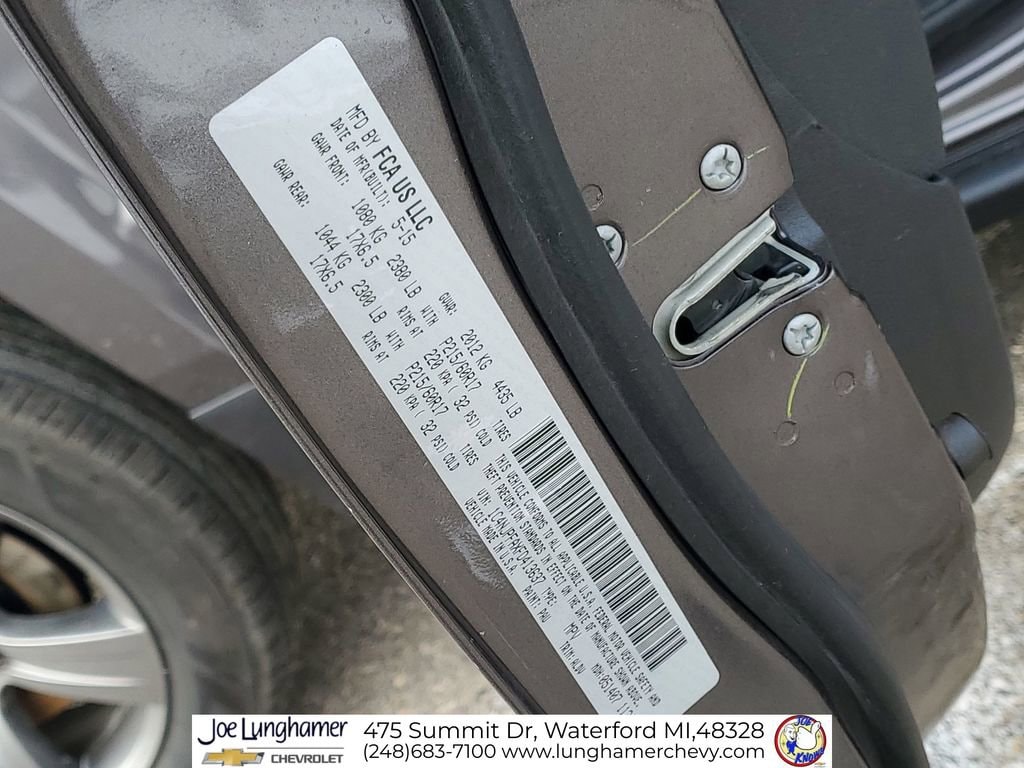 MFD BY FCA US LLC
DATE OF MFR(BUILT): 5-15 GVWR: 2012 KG 4435 LB
GAWR FRONT: 1080 KG 2380 LB WITH P215/60R17 TIRES
17X6.5 RIMS AT 220 KPA ( 32 PSI) COLD
GAWR REAR: 1044 KG 2300 LB WITH P215/60R17 TIRES
17X6.5 RIMS AT 220 KPA ( 32 PSI) COLD
THIS VEHICLE CONFORMS TO ALL APPLICABLE U.S.A. FEDERAL MOTOR VEHICLE SAFETY AND
THEFT PREVENTION STANDARDS IN EFFECT ON THE DATE OF MANUFACTURE SHOWN ABOVE.
VIN: TYPE: MPV MDH:
VEHICLE MADE IN U.S.A PAINT: PAU TRIM:
Joe Lunghamer
CHEVROLET
475 Summit Dr, Waterford MI,48328
(248)683-7100 www.lunghamerchevy.com
JOE
KNOWS